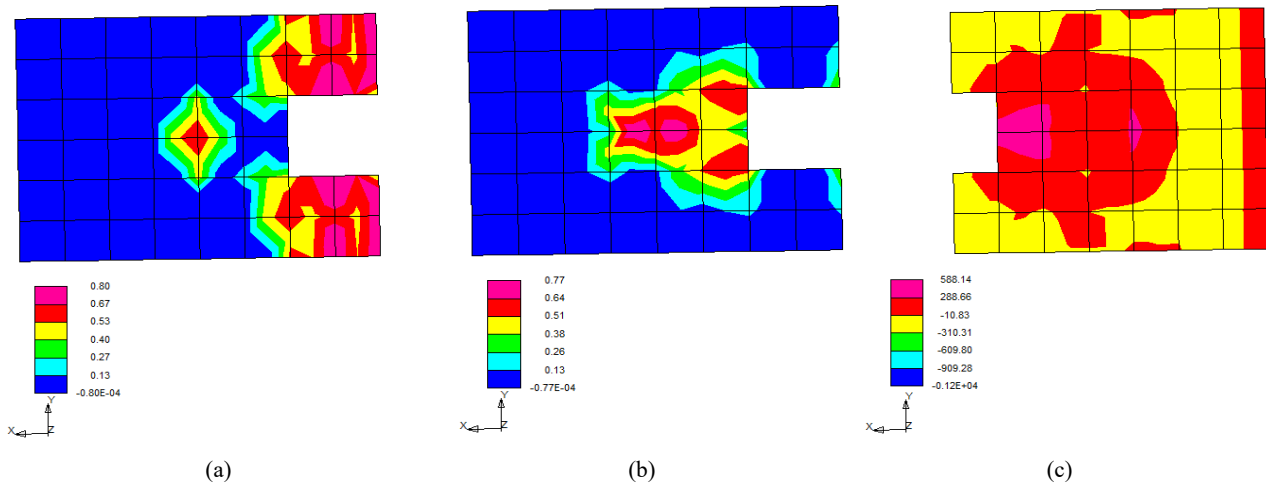 0.80
0.67
0.53
0.40
0.27
0.13
-0.80E-04
Y
X
Z
(a)
0.77
0.64
0.51
0.38
0.26
0.13
-0.77E-04
Y
X
Z
(b)
588.14
288.66
-10.83
-310.31
-609.80
-909.28
-0.12E+04
Y
X
Z
(c)